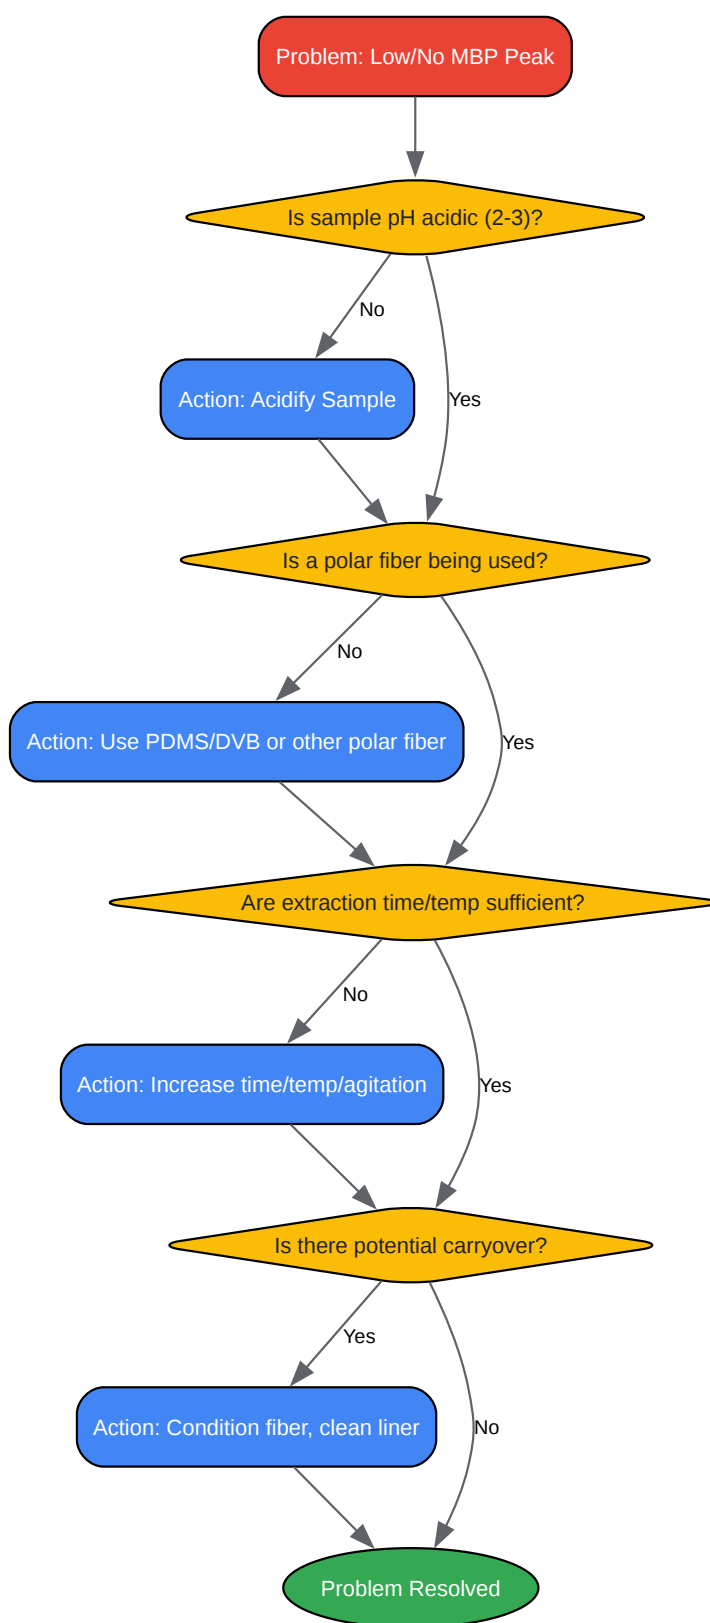 Problem: Low/No MBP Peak
Is sample pH acidic (2-3)?
No
Action: Acidify Sample
Yes
Is a polar fiber being used?
No
Action: Use PDMS/DVB or other polar fiber
Yes
Are extraction time/temp sufficient?
No
Action: Increase time/temp/agitation
Yes
Is there potential carryover?
Yes
Action: Condition fiber, clean liner
No
Problem Resolved